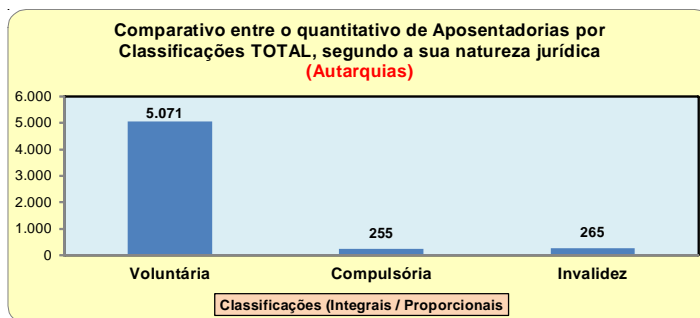 Comparativo entre o quantitativo de Aposentadorias por
Classificações TOTAL, segundo a sua natureza jurídica
(Autarquias)
6.000
5.000
4.000
3.000
2.000
1.000
0
5.071
255
265
Voluntária
Compulsória
Invalidez
Classificações (Integrais / Proporcionais